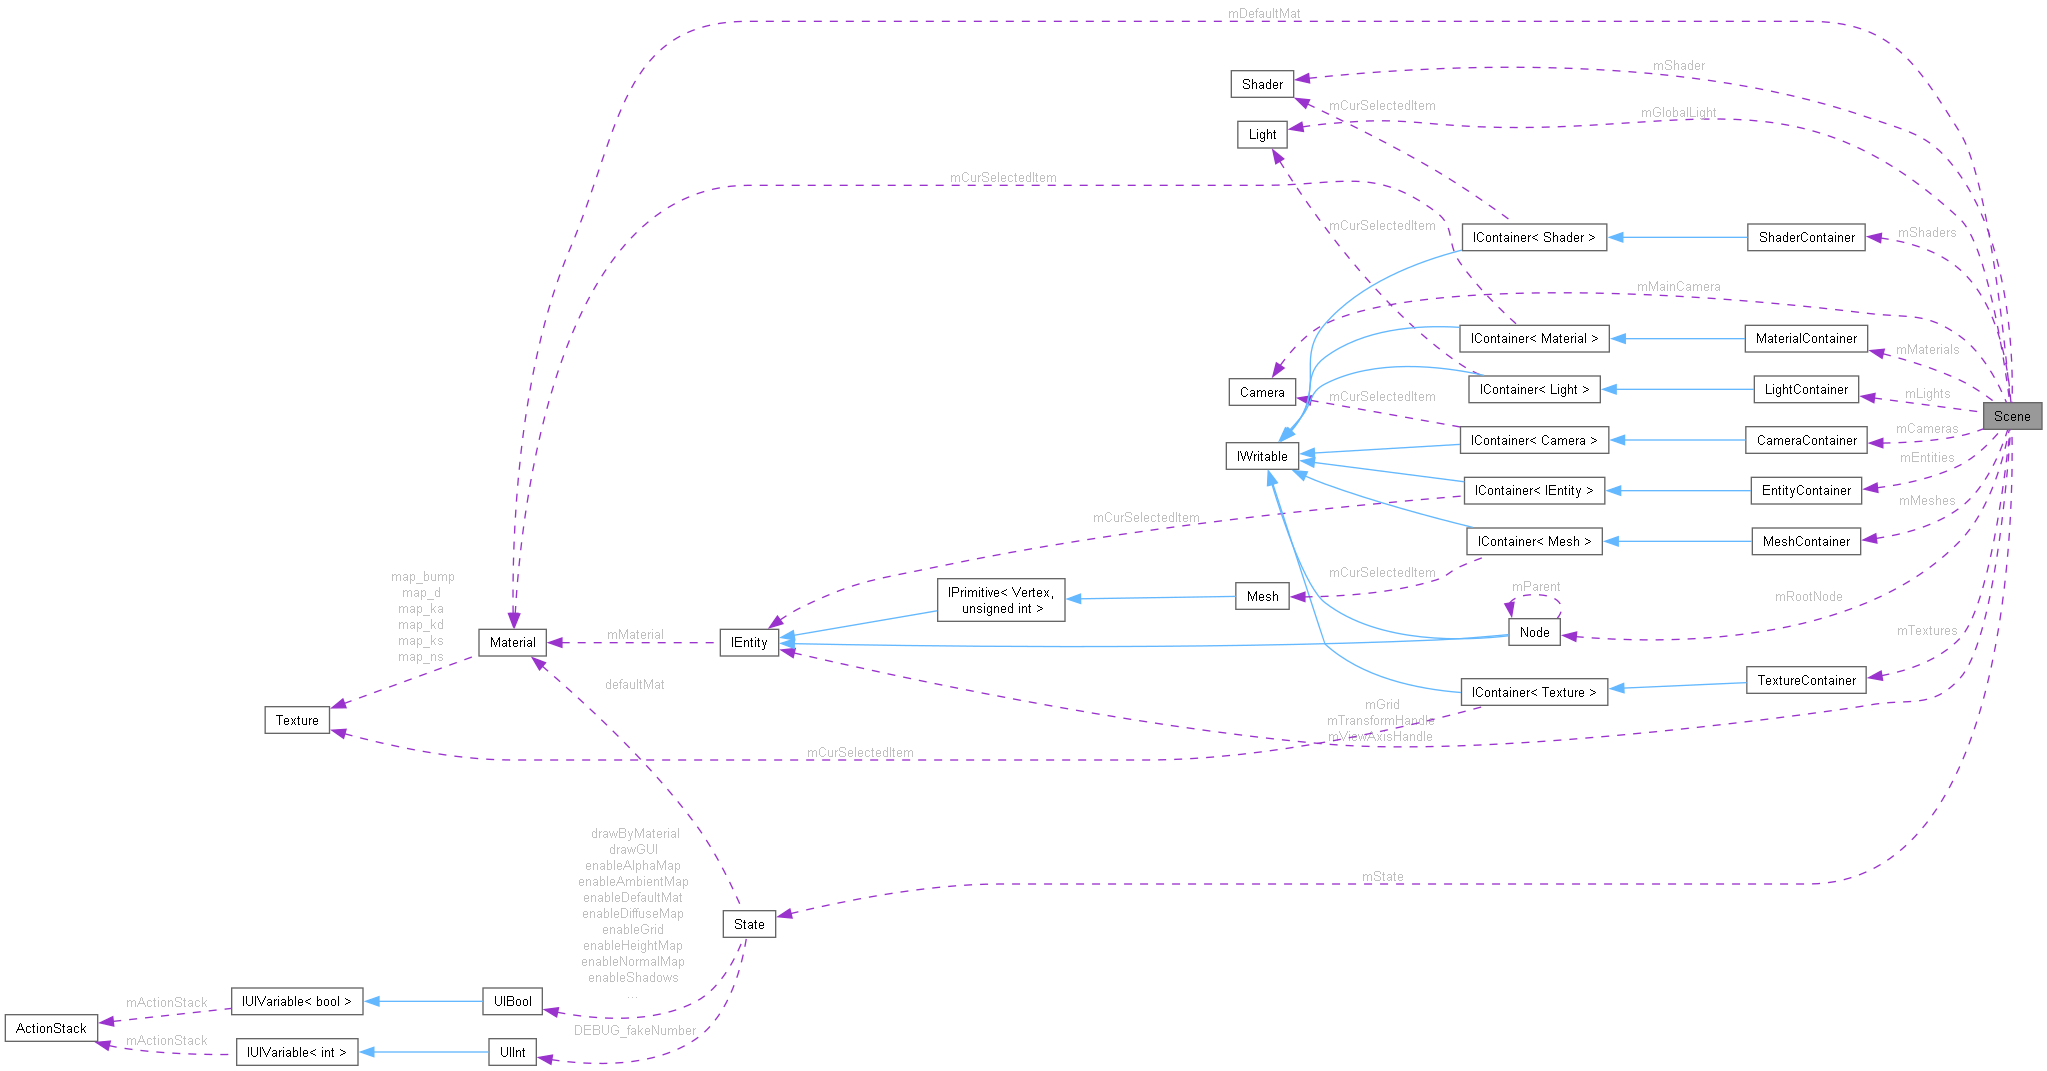 mDefaultMat
mShader
Shader
mCurSelectedItem
mGlobalLight
Light
mCurSelectedItem
mCurSelectedItem
IContainer< Shader >
ShaderContainer
mShaders
mMainCamera
IContainer< Material >
MaterialContainer
mMaterials
Camera
mCurSelectedItem
IContainer< Light >
LightContainer
mLights
Scene
IWritable
IContainer< Camera >
CameraContainer
mCameras
mEntities
IContainer< IEntity >
EntityContainer
mCurSelectedItem
mMeshes
IContainer< Mesh >
MeshContainer
mCurSelectedItem
map_bump
map_d
map_ka
map_kd
map_ks
map_ns
IPrimitive< Vertex,
unsigned int >
Mesh
mParent
mRootNode
Material
mMaterial
IEntity
Node
mTextures
defaultMat
IContainer< Texture >
TextureContainer
Texture
mGrid
mTransformHandle
mViewAxisHandle
mCurSelectedItem
drawByMaterial
drawGUI
enableAlphaMap
enableAmbientMap
enableDefaultMat
enableDiffuseMap
enableGrid
enableHeightMap
enableNormalMap
enableShadows
...
mState
State
mActionStack
IUIVariable< bool >
UIBool
ActionStack
DEBUG_fakeNumber
mActionStack
IUIVariable< int >
UIInt